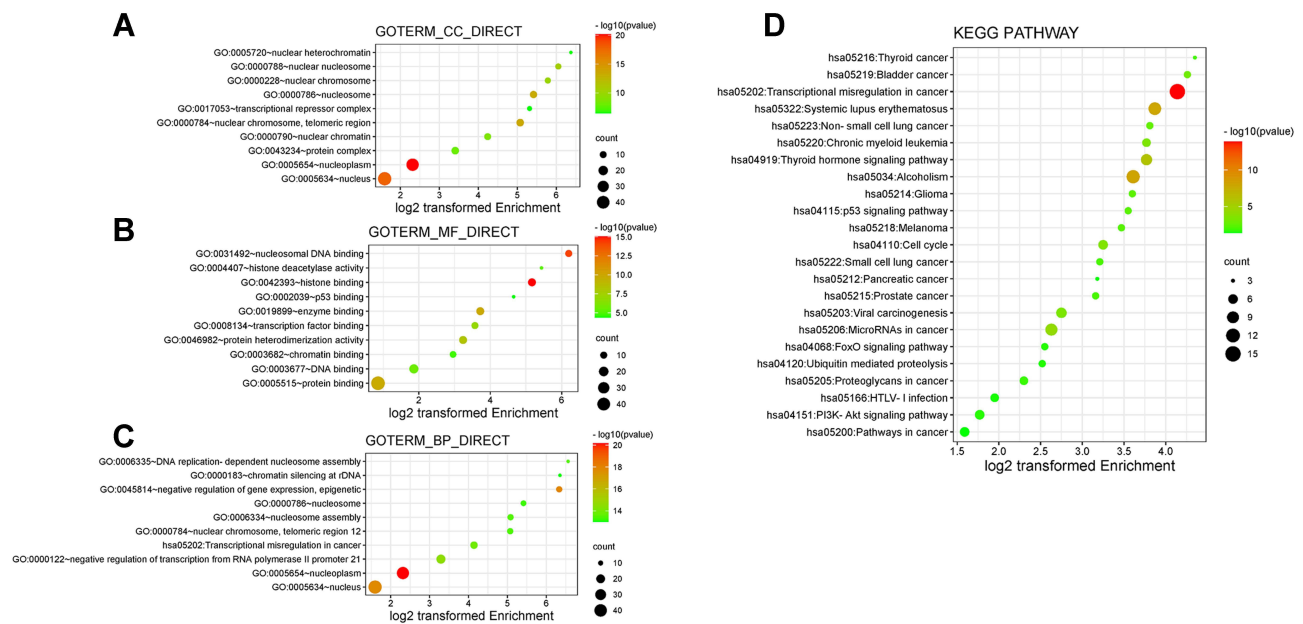 A
GOTERM_CC_DIRECT
GO:0005720~nuclear heterochromatin
GO:0000788~nuclear nucleosome
GO:0000228~nuclear chromosome
GO:0000786~nucleosome
GO:0017053~transcriptional repressor complex
GO:0000784~nuclear chromosome, telomeric region
GO:0000790~nuclear chromatin
GO:0043234~protein complex
GO:0005654~nucleoplasm
GO:0005634~nucleus
2 3 4 5 6
log2 transformed Enrichment
- log10(pvalue)
20
15
10
count
10
20
30
40
B
GOTERM_MF_DIRECT
GO:0031492~nucleosomal DNA binding
GO:0004407~histone deacetylase activity
GO:0042393~histone binding
GO:0002039~p53 binding
GO:0019899~enzyme binding
GO:0008134~transcription factor binding
GO:0046982~protein heterodimerization activity
GO:0003682~chromatin binding
GO:0003677~DNA binding
GO:0005515~protein binding
2 4 6
log2 transformed Enrichment
- log10(pvalue)
15.0
12.5
10.0
7.5
5.0
count
10
20
30
40
C
GOTERM_BP_DIRECT
GO:0006335~DNA replication- dependent nucleosome assembly
GO:0000183~chromatin silencing at rDNA
GO:0045814~negative regulation of gene expression, epigenetic
GO:0000786~nucleosome
GO:0006334~nucleosome assembly
GO:0000784~nuclear chromosome, telomeric region 12
hsa05202:Transcriptional misregulation in cancer
GO:0000122~negative regulation of transcription from RNA polymerase II promoter 21
GO:0005654~nucleoplasm
GO:0005634~nucleus
2 3 4 5 6
log2 transformed Enrichment
- log10(pvalue)
20
18
16
14
count
10
20
30
40
D
KEGG PATHWAY
hsa05216:Thyroid cancer
hsa05219:Bladder cancer
hsa05202:Transcriptional misregulation in cancer
hsa05322:Systemic lupus erythematosus
hsa05223:Non- small cell lung cancer
hsa05220:Chronic myeloid leukemia
hsa04919:Thyroid hormone signaling pathway
hsa05034:Alcoholism
hsa05214:Glioma
hsa04115:p53 signaling pathway
hsa05218:Melanoma
hsa04110:Cell cycle
hsa05222:Small cell lung cancer
hsa05212:Pancreatic cancer
hsa05215:Prostate cancer
hsa05203:Viral carcinogenesis
hsa05206:MicroRNAs in cancer
hsa04068:FoxO signaling pathway
hsa04120:Ubiquitin mediated proteolysis
hsa05205:Proteoglycans in cancer
hsa05166:HTLV- I infection
hsa04151:PI3K- Akt signaling pathway
hsa05200:Pathways in cancer
1.5 2.0 2.5 3.0 3.5 4.0
log2 transformed Enrichment
- log10(pvalue)
10
5
count
3
6
9
12
15